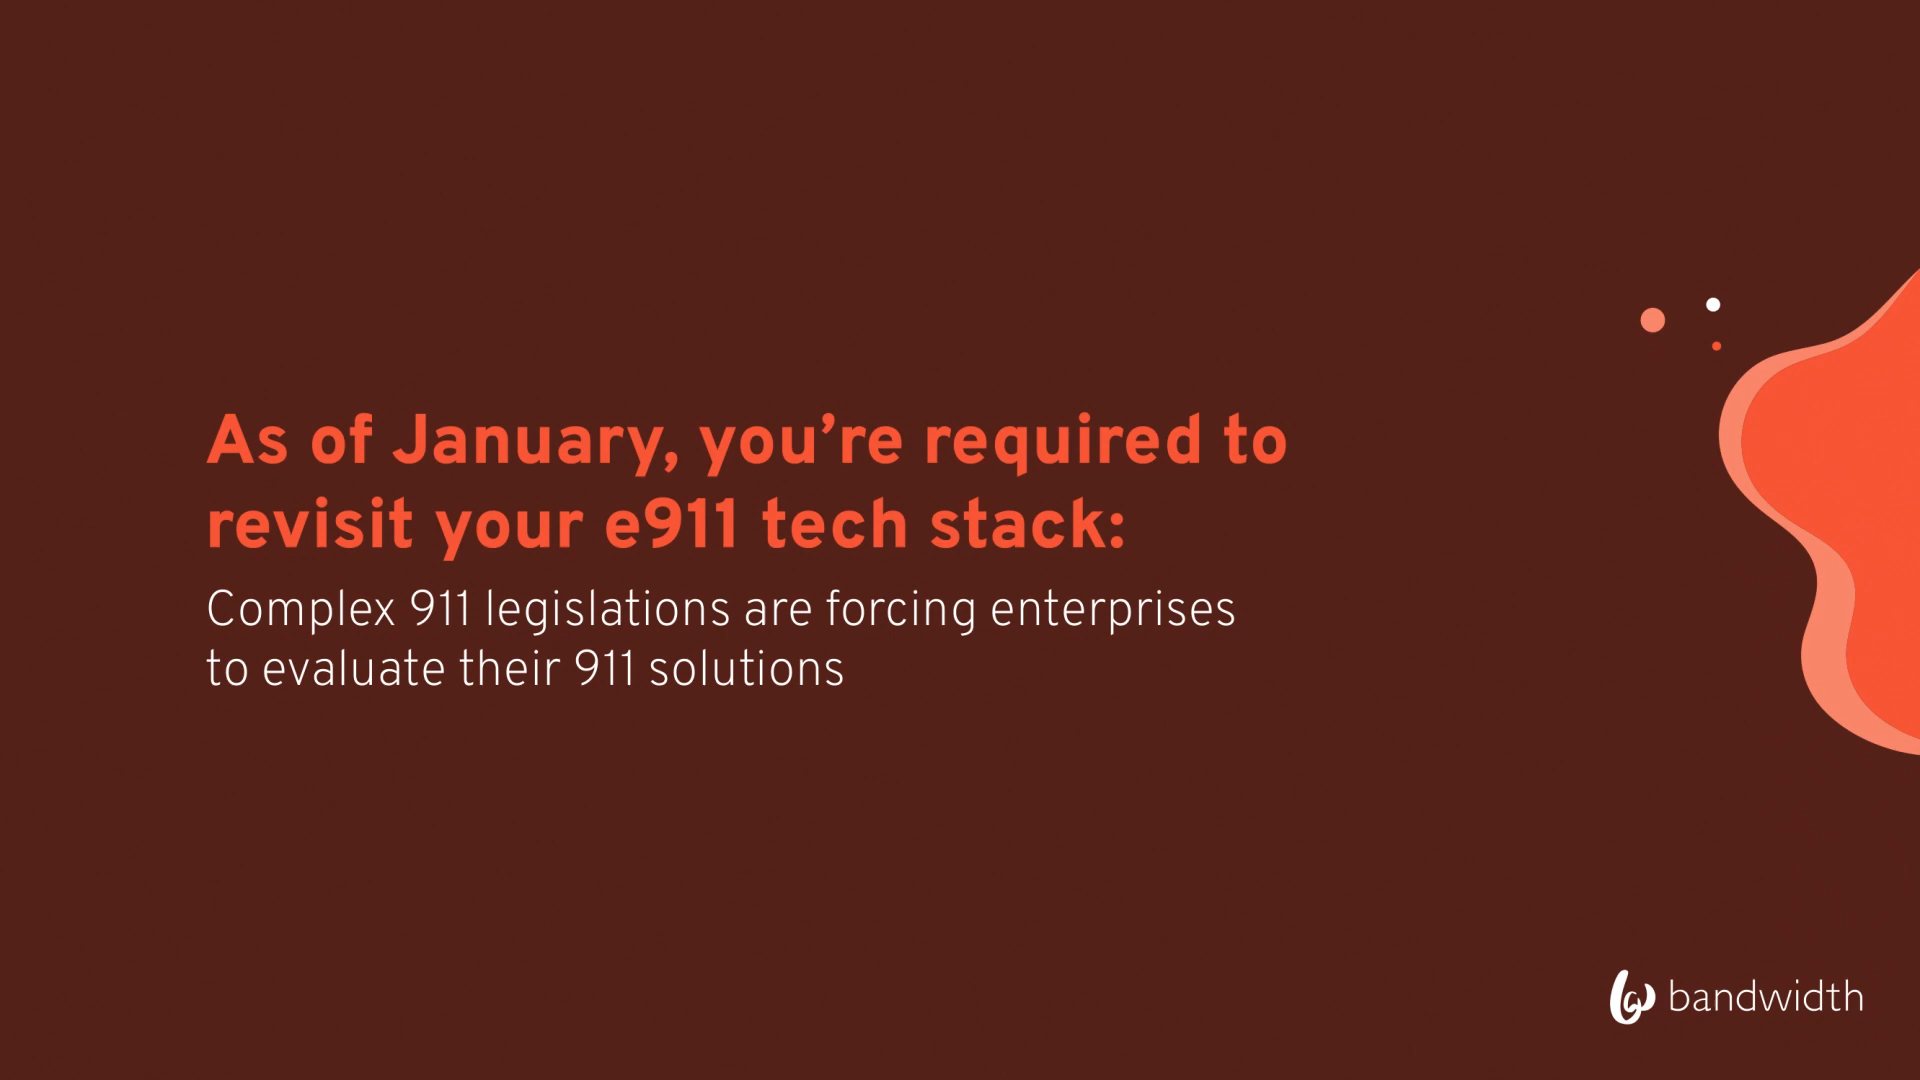 As of January, you’re required to
revisit your e911 tech stack:
Complex 911 legislations are forcing enterprises
to evaluate their 911 solutions
bandwidth